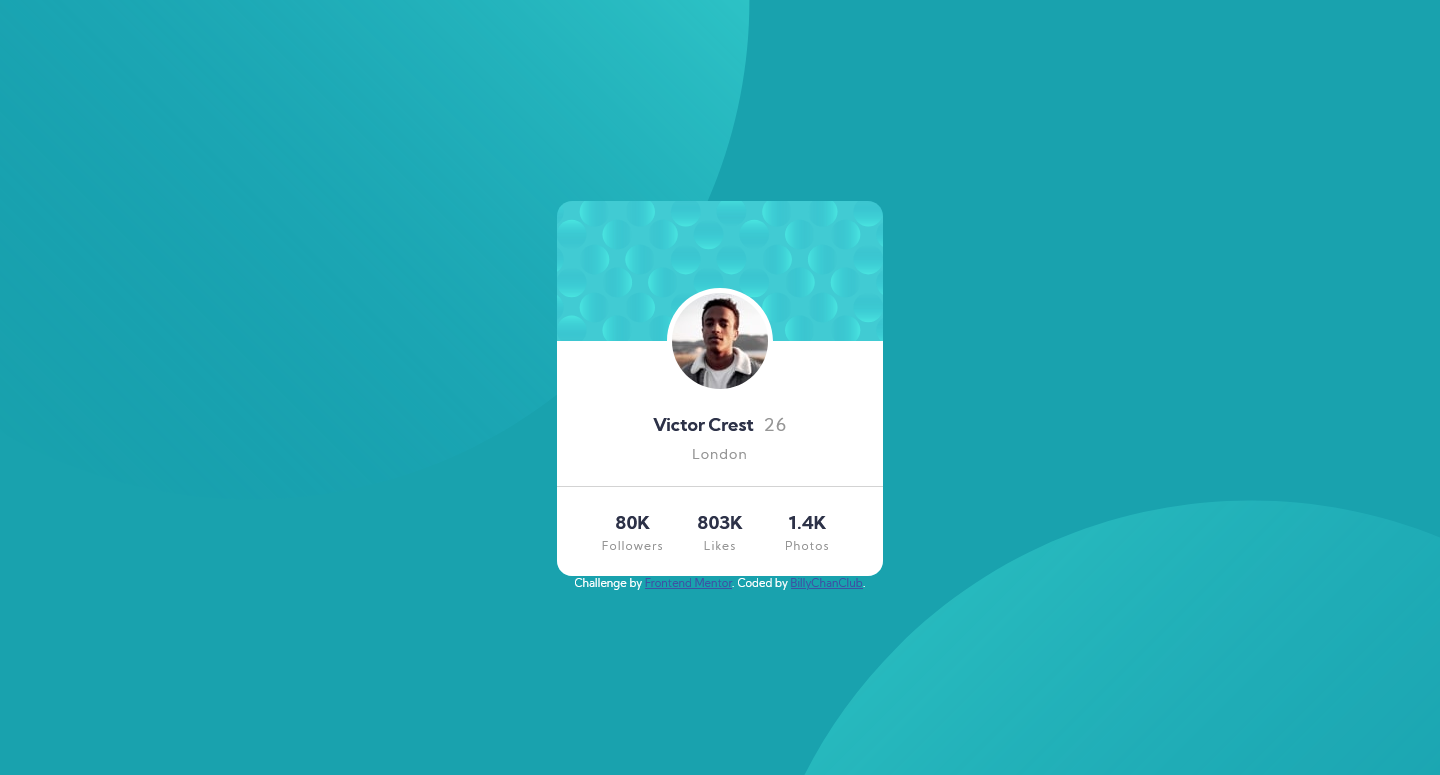 Victor Crest 26
London
80K 803K 1.4K
Followers Likes Photos
Challenge by Frontend Mentor. Coded by BillyChanClub.